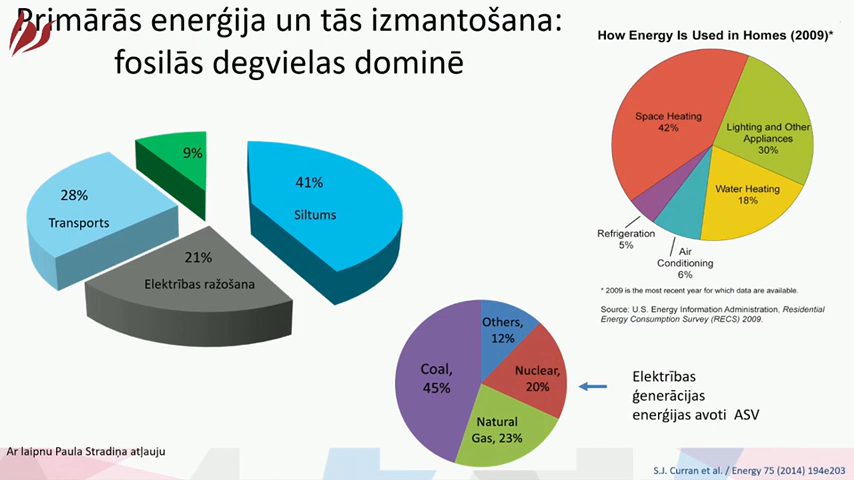 Primārās enerģija un tās izmantošana:
fosilās degvielas dominē
How Energy Is Used in Homes (2009)*
Space Heating
42%
Lighting and Other
Appliances
30%
Water Heating
18%
Refrigeration
5%
Air
Conditioning
6%
* 2009 is the most recent year for which data are available.
Source: U.S. Energy Information Administration, Residential
Energy Consumption Survey (RECS) 2009.
9%
41%
Siltums
28%
Transports
21%
Elektrības ražošana
Others,
12%
Nuclear,
20%
Coal,
45%
Natural
Gas, 23%
Elektrības
ģenerācijas
enerģijas avoti ASV
Ar laipnu Paula Stradiņa atļauju
S.J. Curran et al. / Energy 75 (2014) 194e203